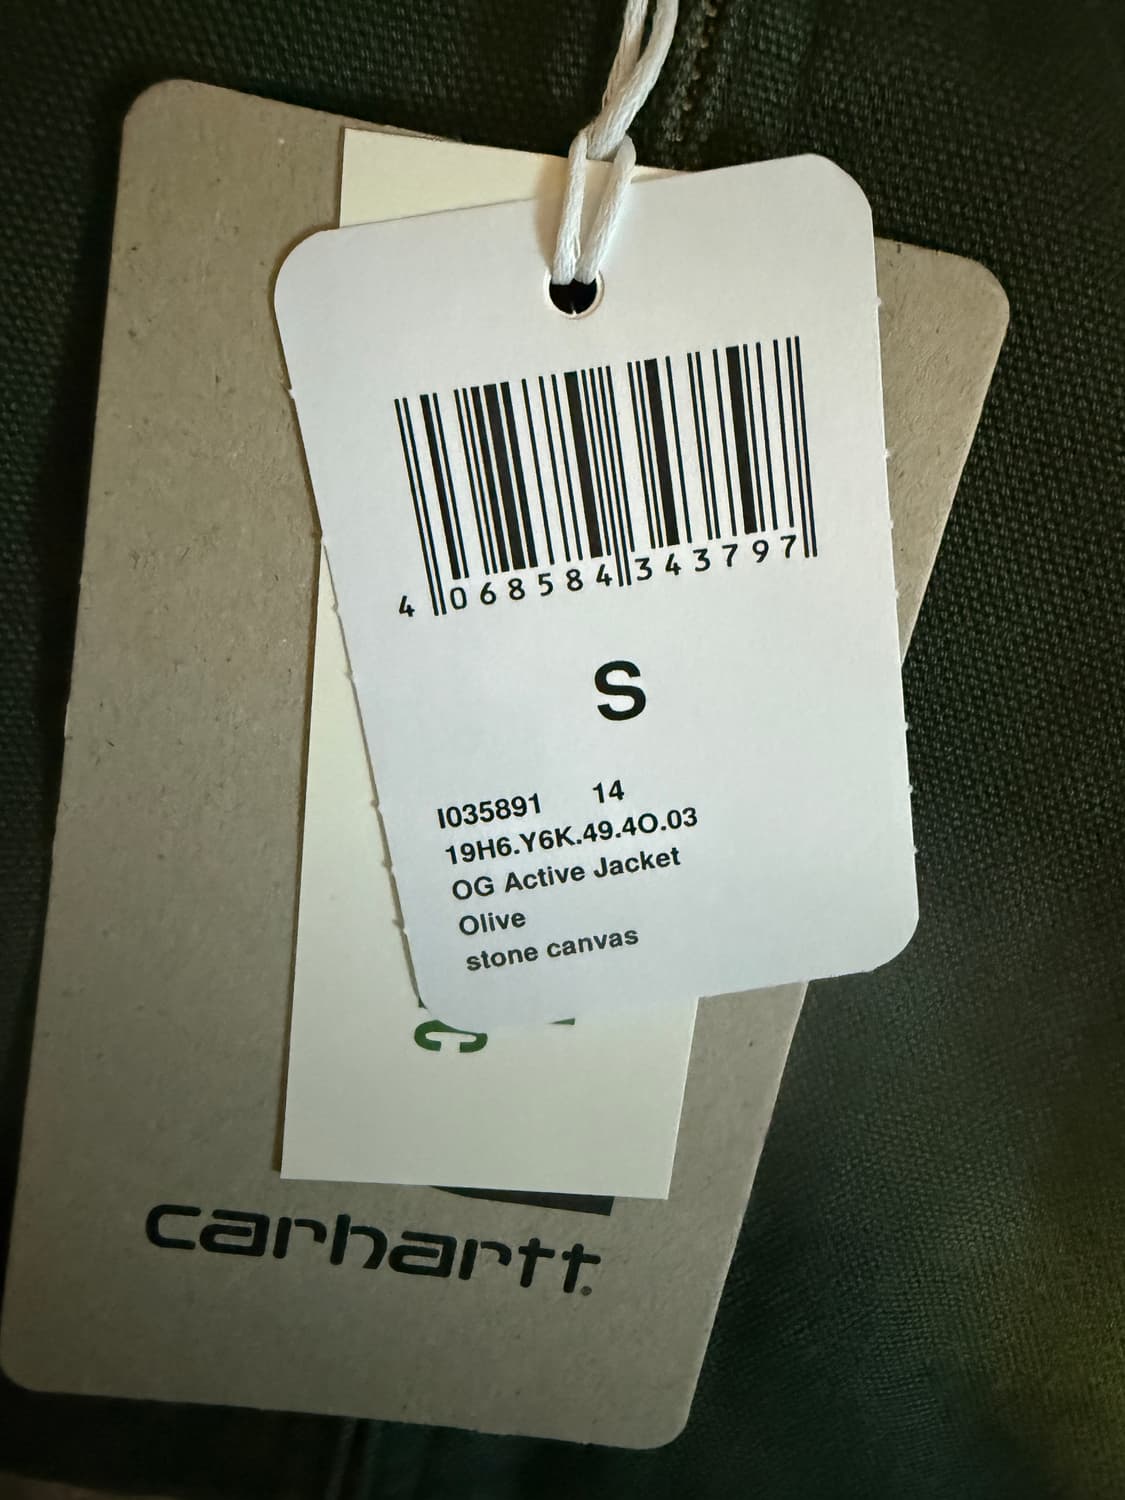 4 068584 343797
S
I035891 14
19H6.Y6K.49.4O.03
OG Active Jacket
Olive
stone canvas
carhartt.